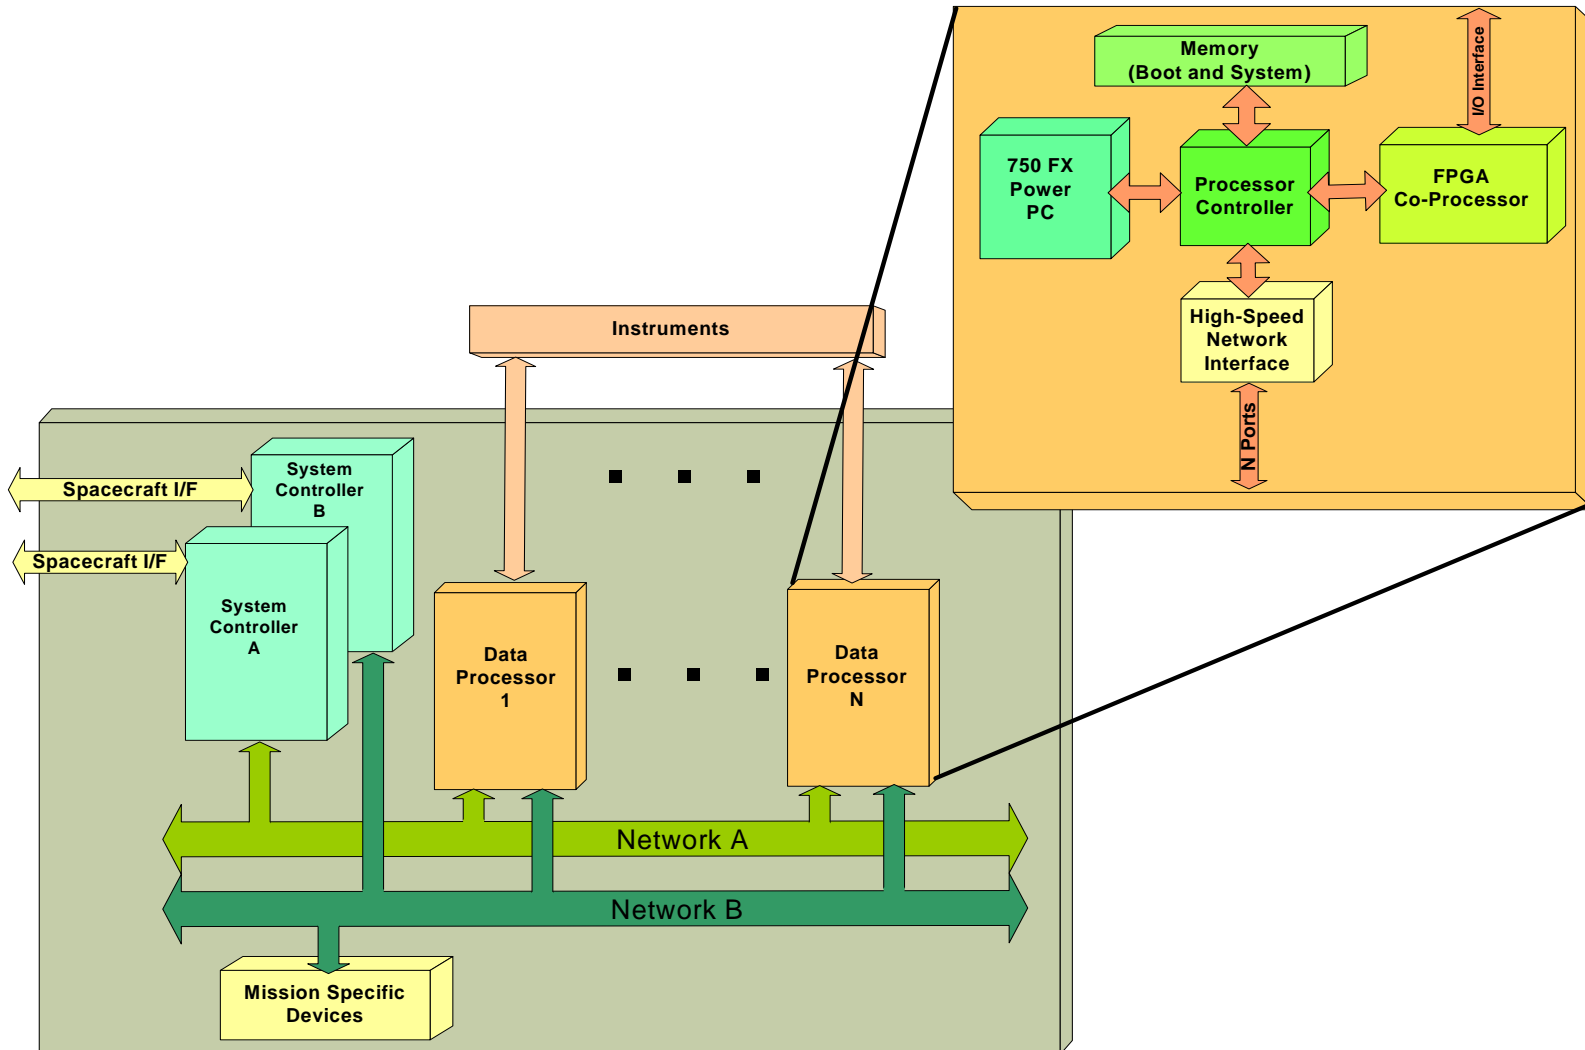 Memory
(Boot and System)
I/O Interface
750 FX
Power
PC
Processor
Controller
FPGA
Co-Processor
High-Speed
Network
Interface
N Ports
Instruments
System
Controller
B
Spacecraft I/F
Spacecraft I/F
System
Controller
A
Data
Processor
1
Data
Processor
N
Network A
Network B
Mission Specific
Devices